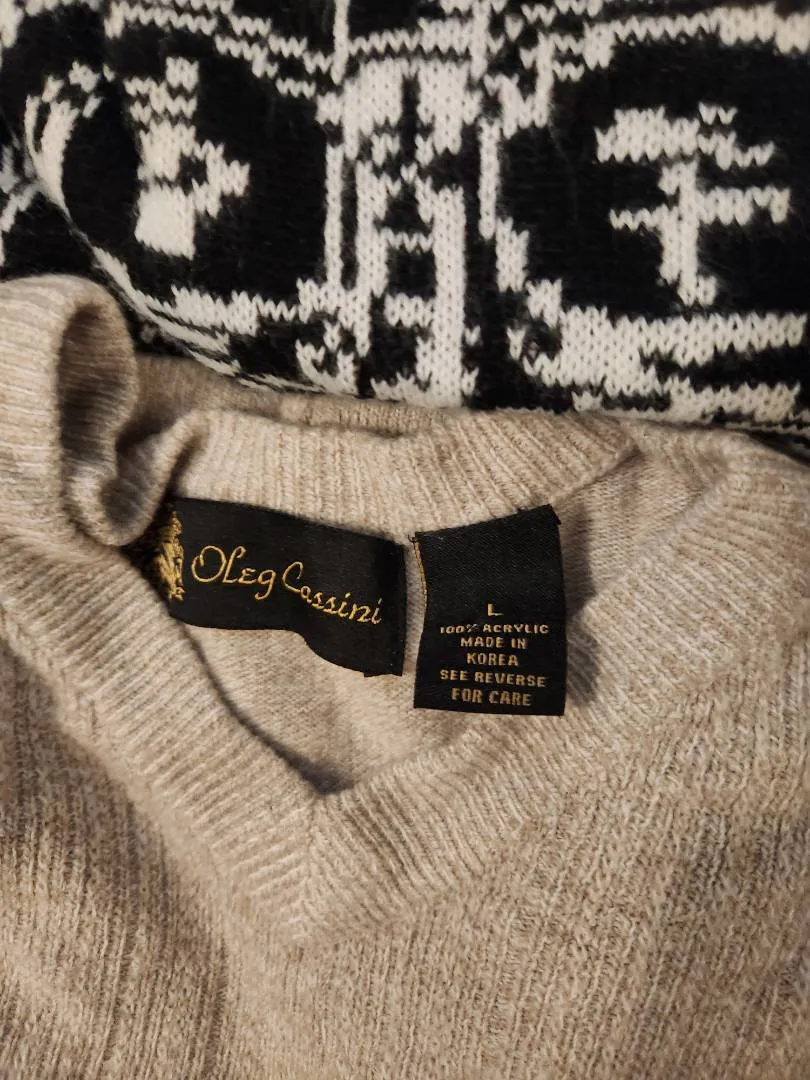 Oleg Cassini
L
100% ACRYLIC
MADE IN
KOREA
SEE REVERSE
FOR CARE